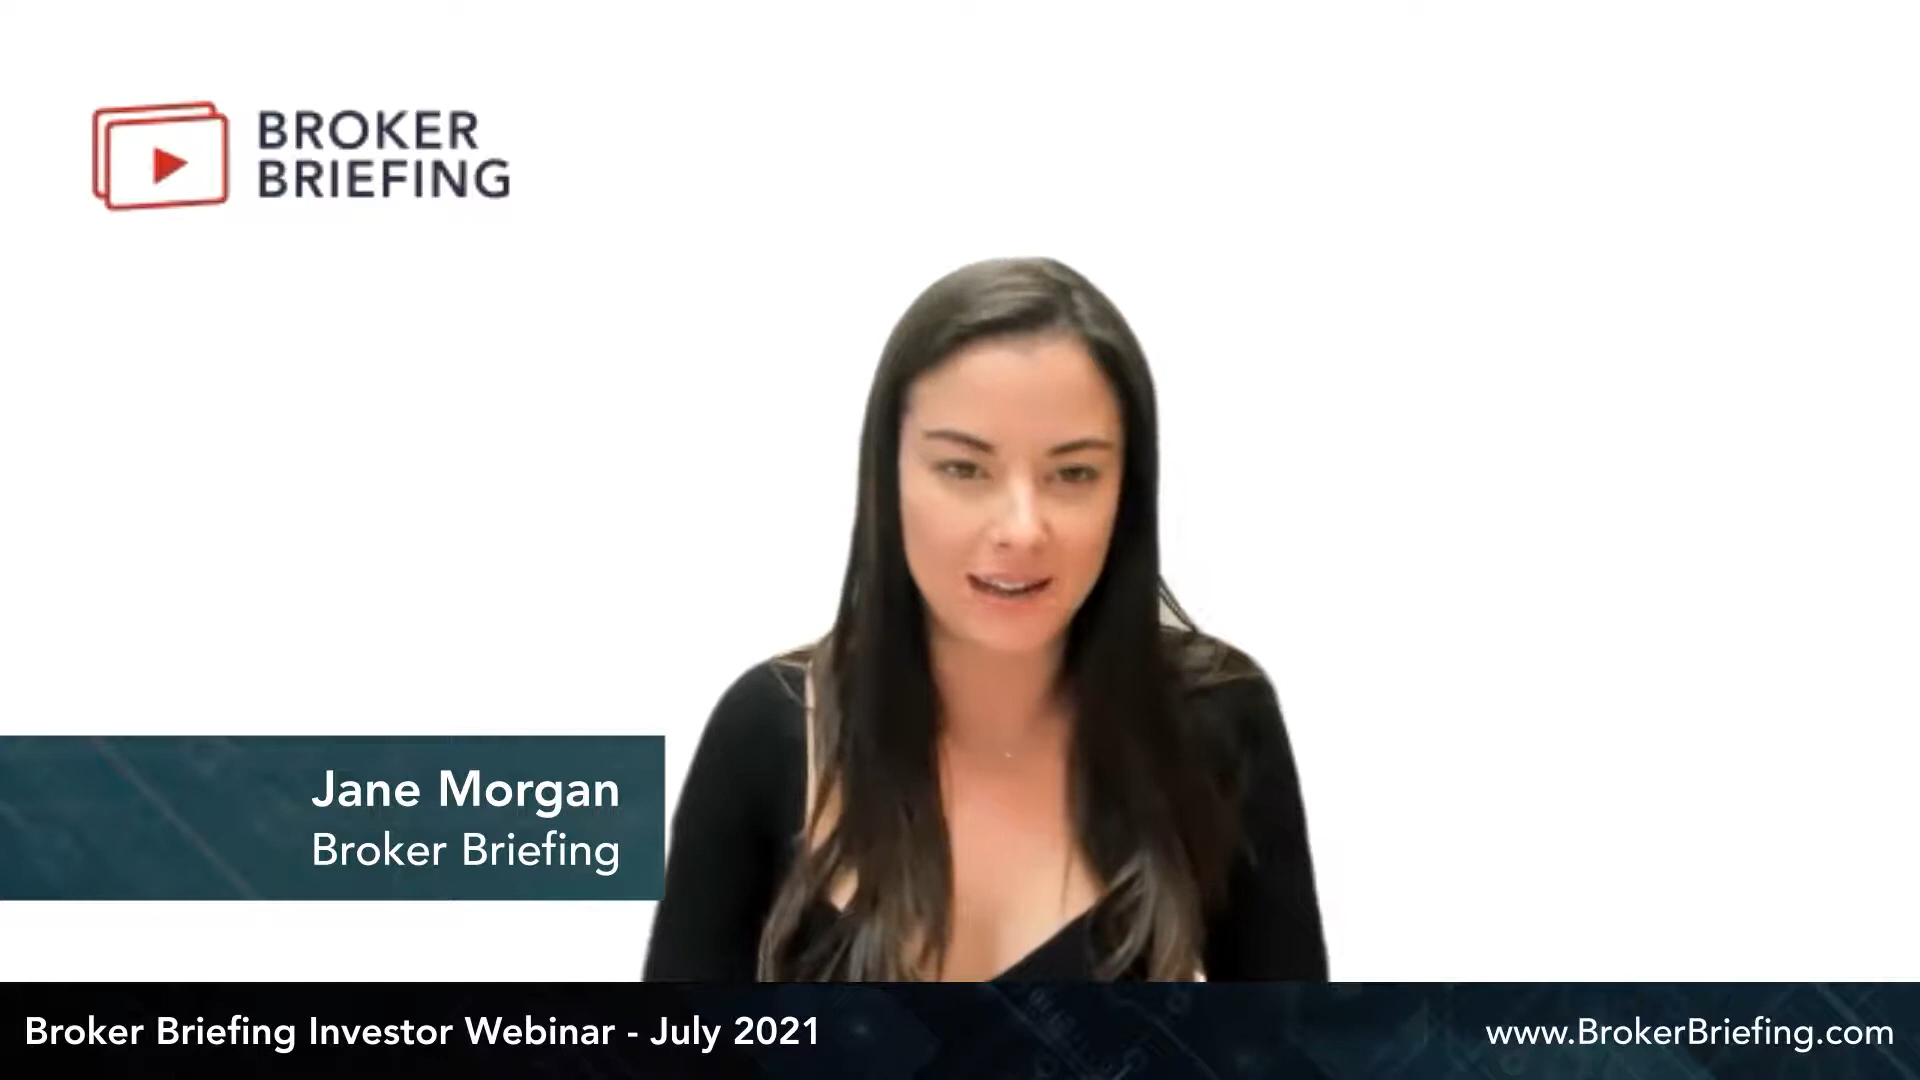 BROKER
BRIEFING
Jane Morgan
Broker Briefing
Broker Briefing Investor Webinar - July 2021
www.BrokerBriefing.com